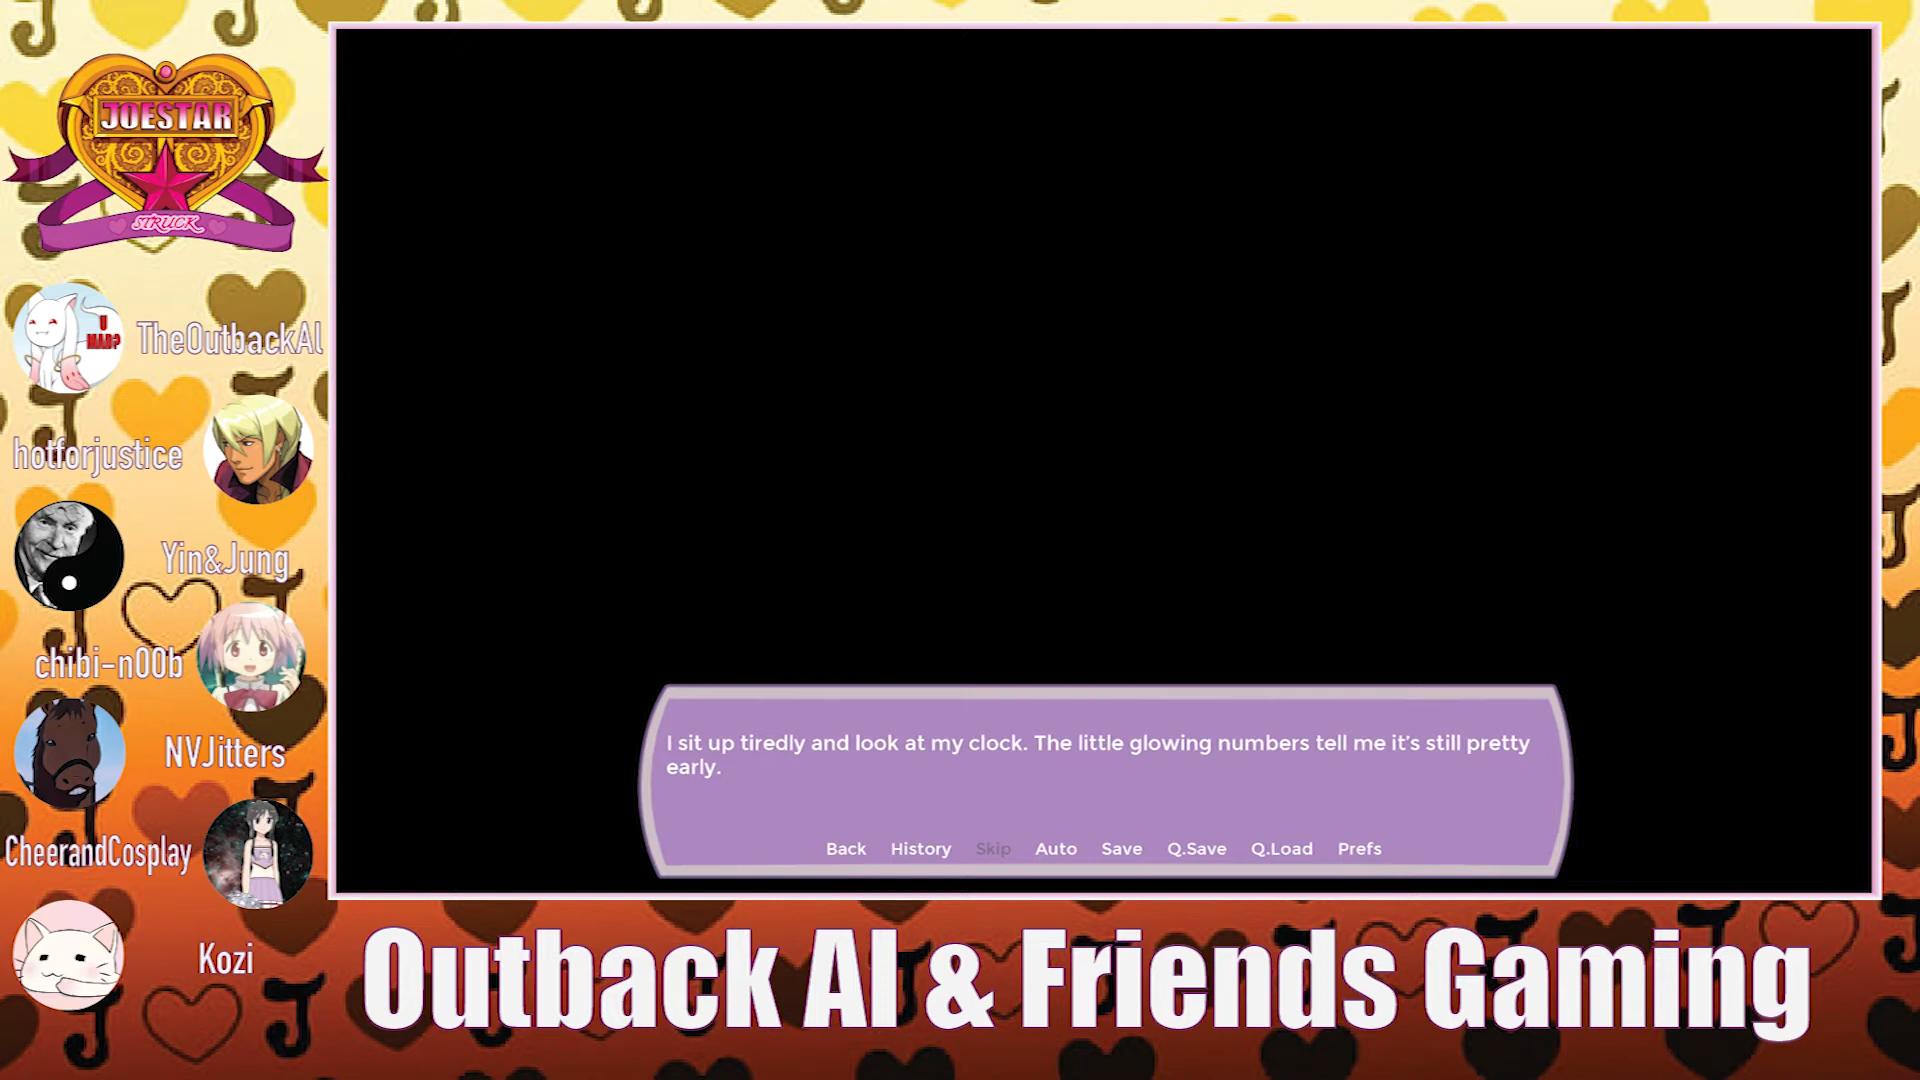 JOESTAR
STRUCK
U
MAD?
TheOutbackAl
hotforjustice
Yin&Jung
chibi-n00b
NVJitters
CheerandCosplay
Kozi
I sit up tiredly and look at my clock. The little glowing numbers tell me it's still pretty
early.
Back History Skip Auto Save Q.Save Q.Load Prefs
Outback Al & Friends Gaming